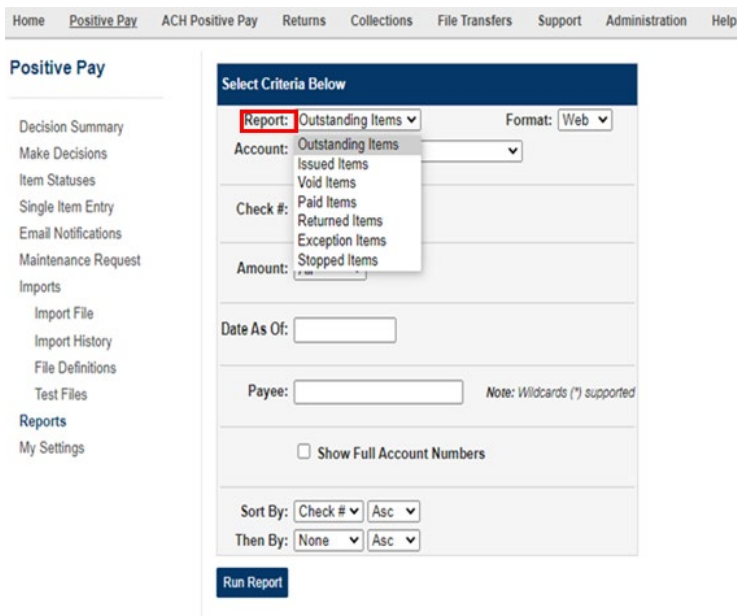 Home Positive Pay ACH Positive Pay Returns Collections File Transfers Support Administration Help
Positive Pay
Decision Summary
Make Decisions
Item Statuses
Single Item Entry
Email Notifications
Maintenance Request
Imports
Import File
Import History
File Definitions
Test Files
Reports
My Settings
Select Criteria Below
Report: Outstanding Items Format: Web
Account:
Outstanding Items
Issued Items
Void Items
Paid Items
Returned Items
Exception Items
Stopped Items
Check #:
Amount:
Date As Of:
Payee: Note: Wildcards (*) supported
Show Full Account Numbers
Sort By: Check # Asc
Then By: None Asc
Run Report